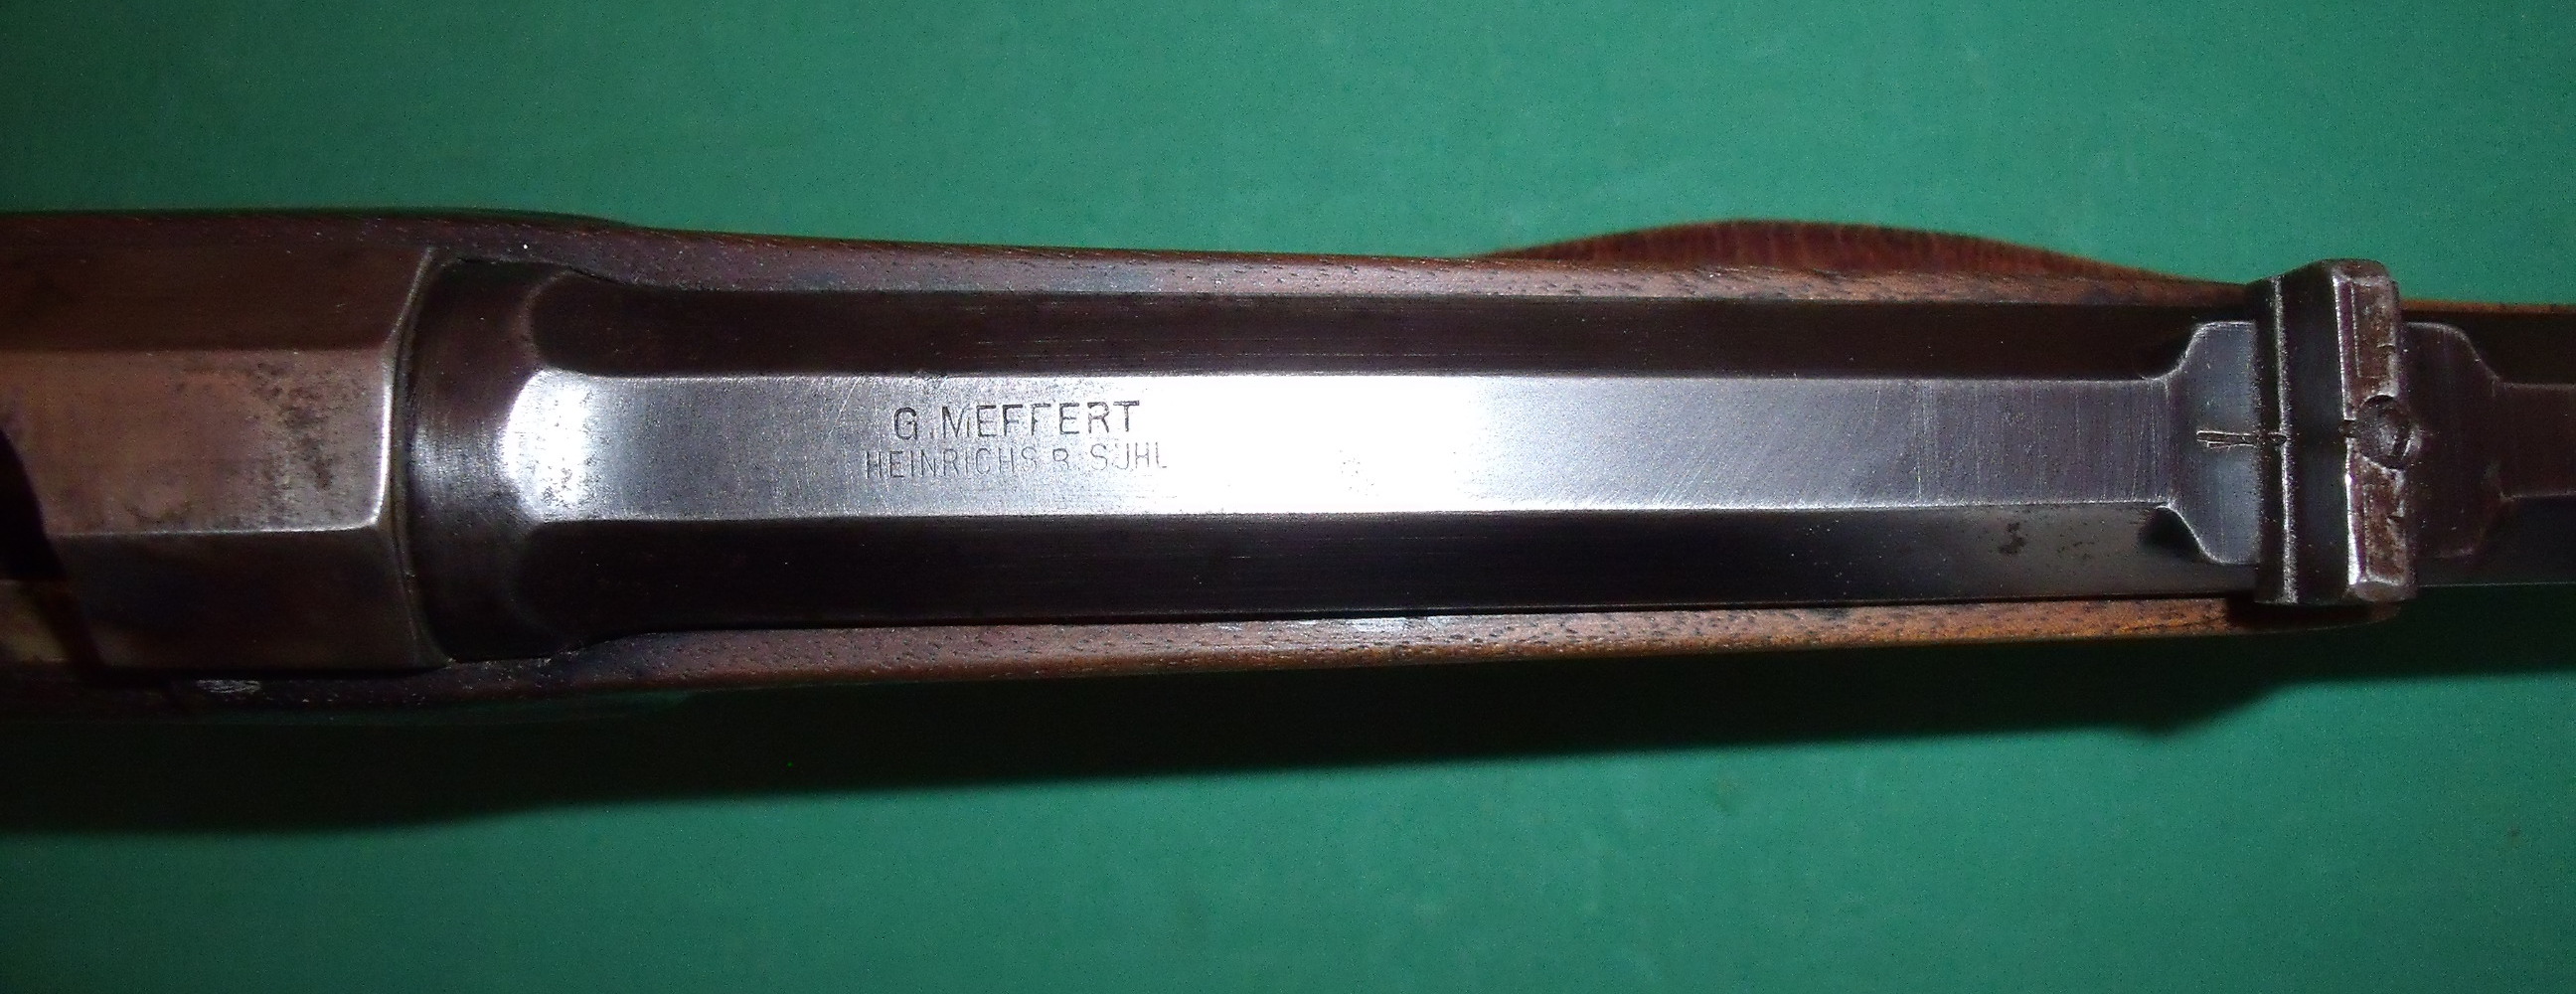 G. MEFFERT
HEINRICHS B. SUHL